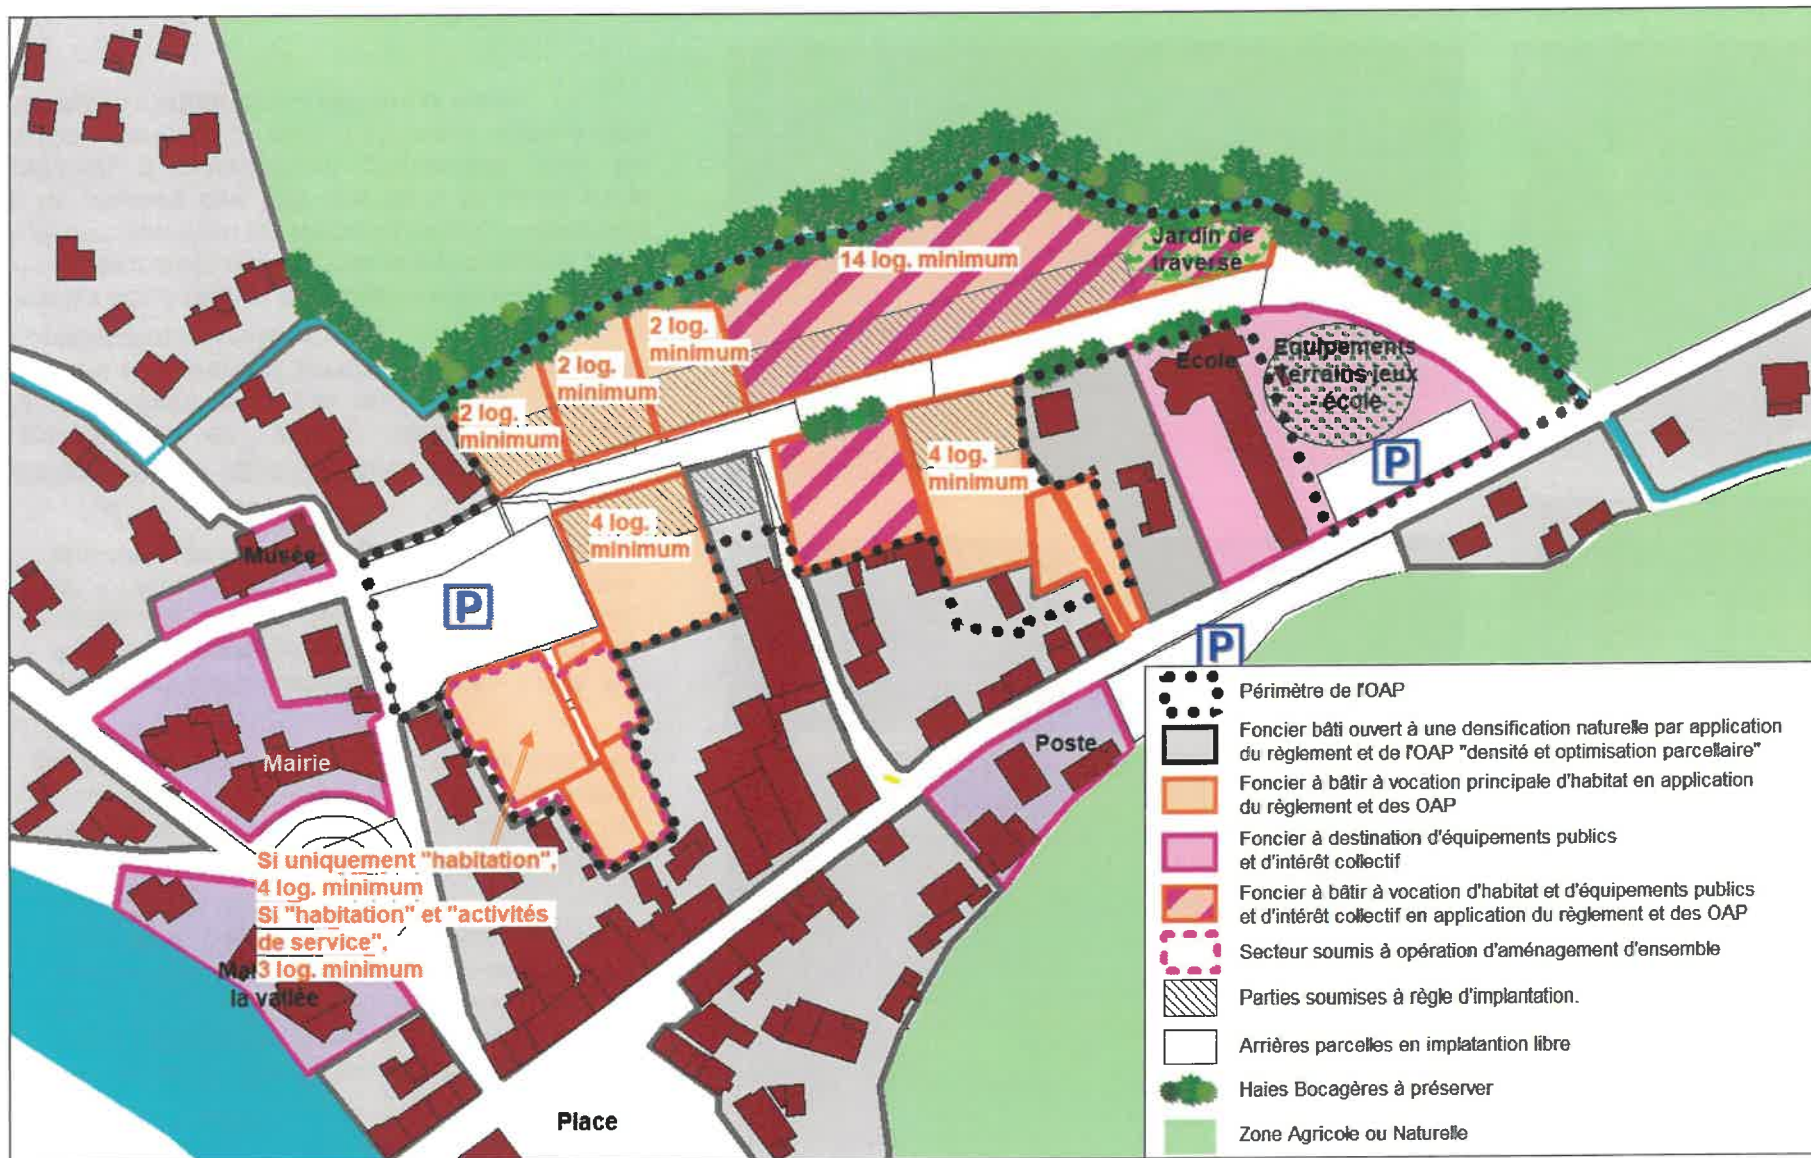 Jardin de
traverse
14 log. minimum
2 log.
minimum
2 log.
minimum
2 log.
minimum
Ecole
Equipements
Terrains jeux
école
4 log.
minimum
P
4 log.
minimum
Musée
P
P
Mairie
Poste
Si uniquement "habitation",
4 log. minimum
Si "habitation" et "activités
de service",
3 log. minimum
la vallée
Place
Périmètre de l'OAP
Foncier bâti ouvert à une densification naturelle par application
du règlement et de l'OAP "densité et optimisation parcellaire"
Foncier à bâtir à vocation principale d'habitat en application
du règlement et des OAP
Foncier à destination d'équipements publics
et d'intérêt collectif
Foncier à bâtir à vocation d'habitat et d'équipements publics
et d'intérêt collectif en application du règlement et des OAP
Secteur soumis à opération d'aménagement d'ensemble
Parties soumises à règle d'implantation.
Arrières parcelles en implatantion libre
Haies Bocagères à préserver
Zone Agricole ou Naturelle